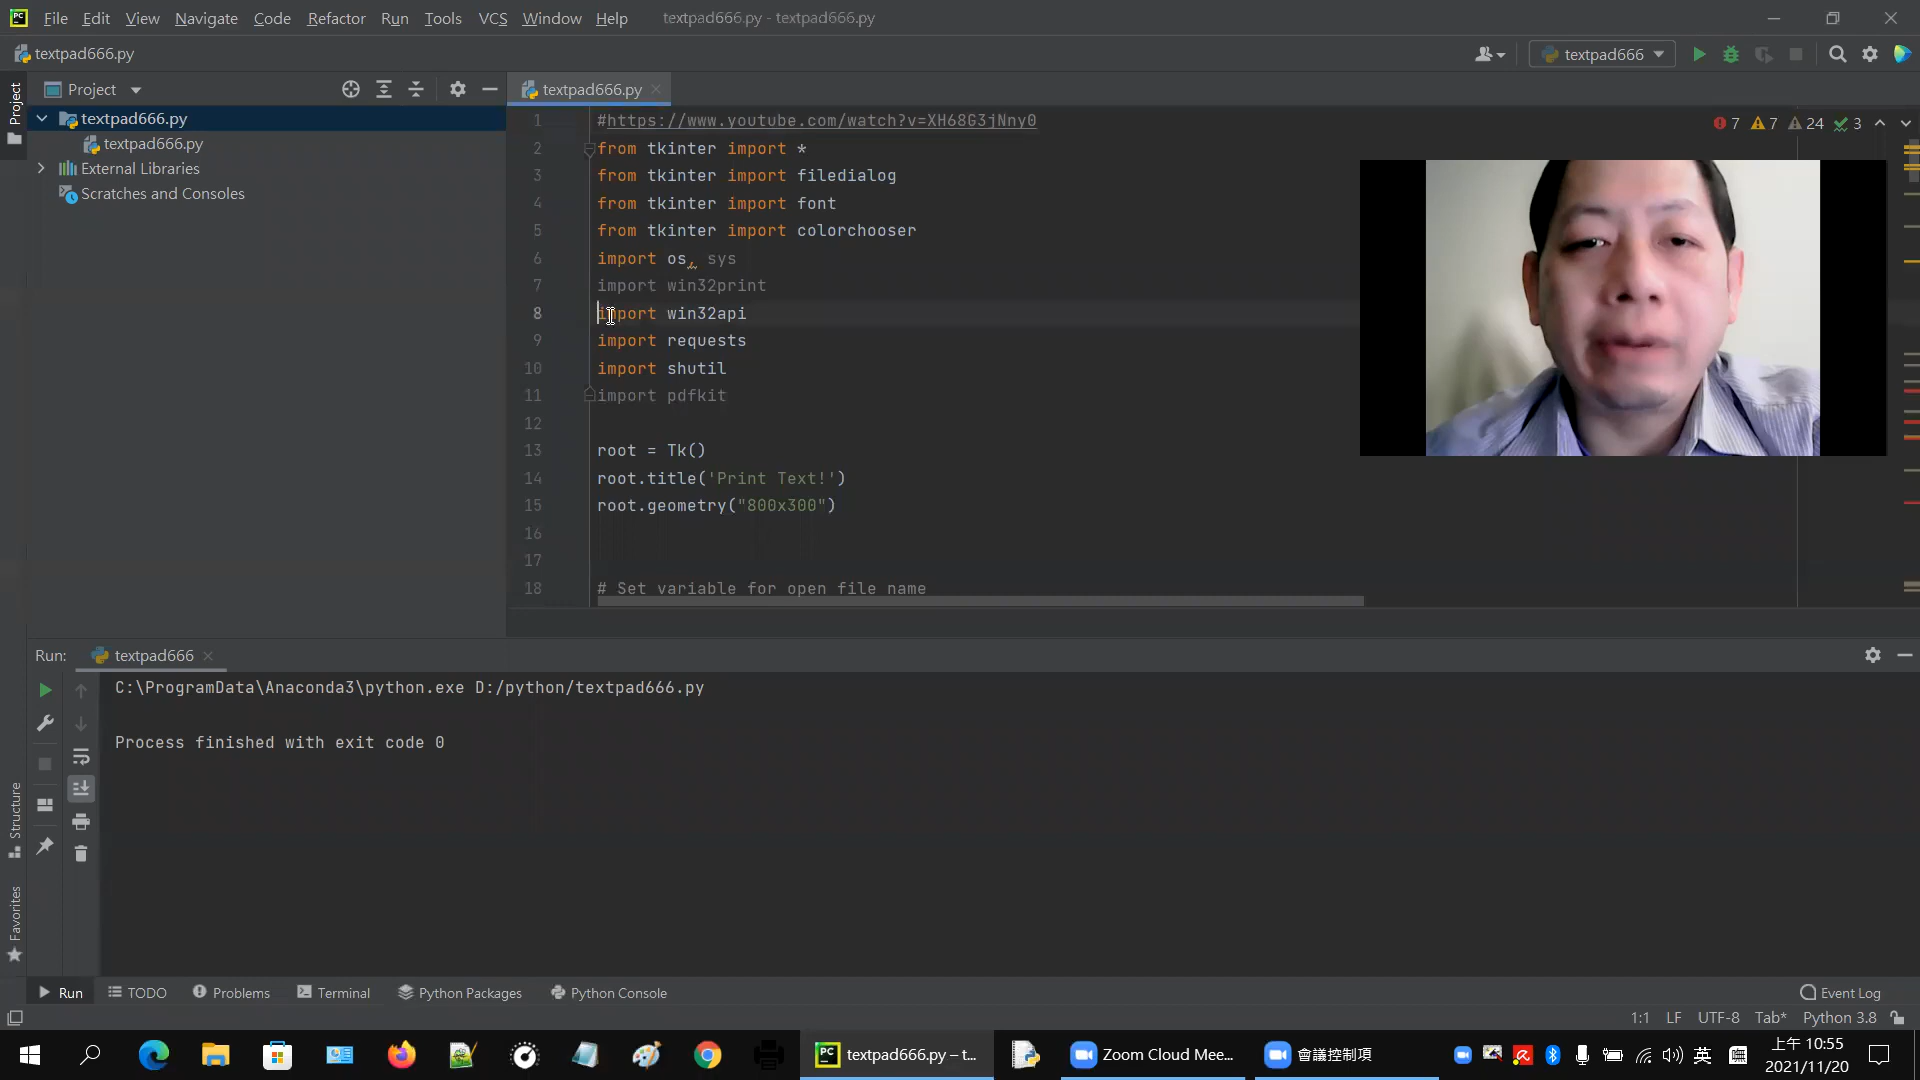 File Edit View Navigate Code Refactor Run Tools VCS Window Help textpad666.py - textpad666.py
textpad666.py
textpad666
Project
Project
textpad666.py
textpad666.py
External Libraries
Scratches and Consoles
textpad666.py
1 #https://www.youtube.com/watch?v=XH68G3jNny0
2 from tkinter import *
3 from tkinter import filedialog
4 from tkinter import font
5 from tkinter import colorchooser
6 import os, sys
7 import win32print
8 import win32api
9 import requests
10 import shutil
11 import pdfkit
12
13 root = Tk()
14 root.title('Print Text!')
15 root.geometry("800x300")
16
17
18 # Set variable for open file name
7 7 24 3
Run: textpad666
C:\ProgramData\Anaconda3\python.exe D:/python/textpad666.py
Process finished with exit code 0
Structure
Favorites
Run TODO Problems Terminal Python Packages Python Console Event Log
1:1 LF UTF-8 Tab* Python 3.8
PC textpad666.py – t... Zoom Cloud Mee... 會議控制項 英
上午 10:55
2021/11/20